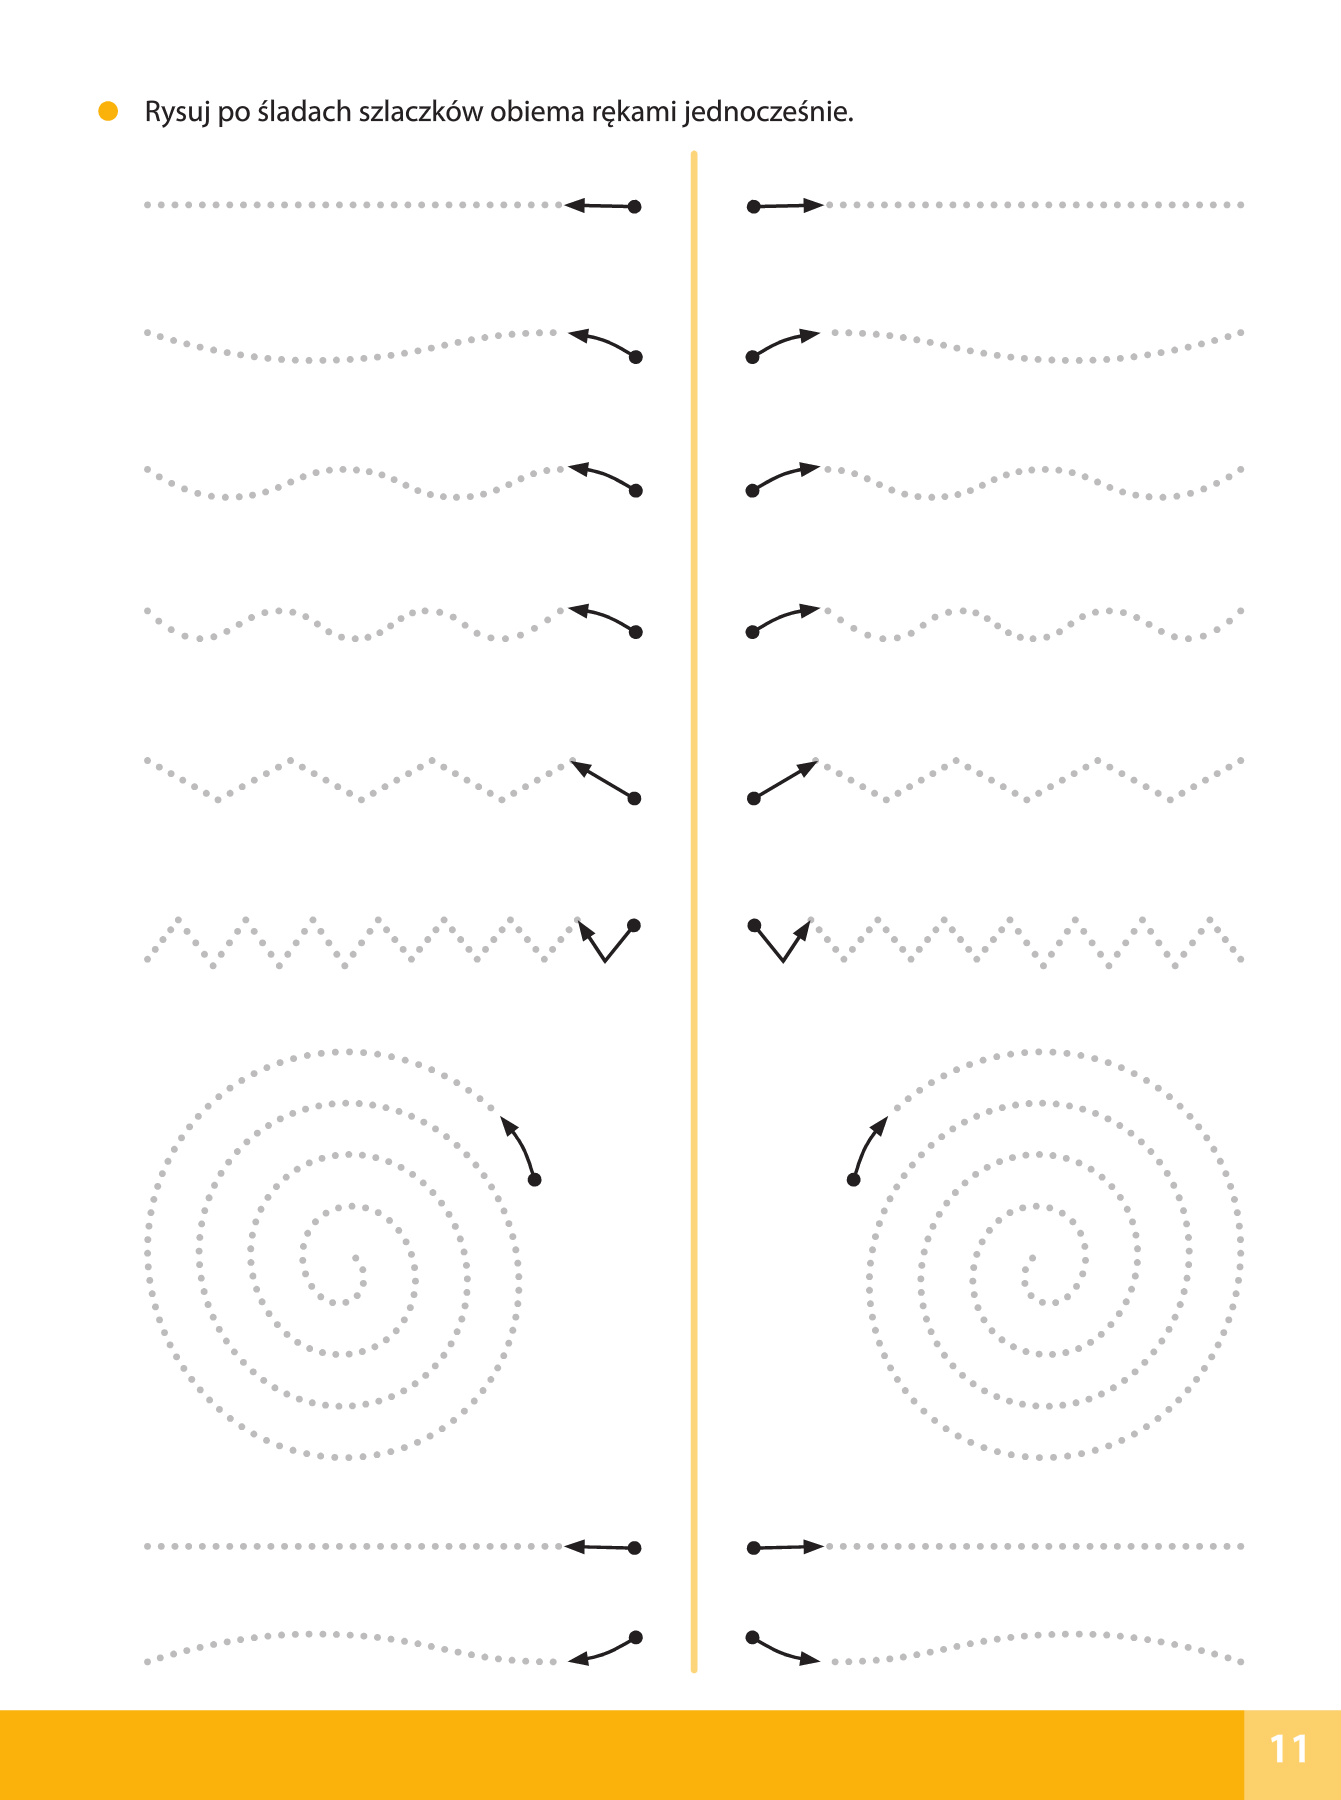 Rysuj po śladach szlaczków obiema rękami jednocześnie.
11